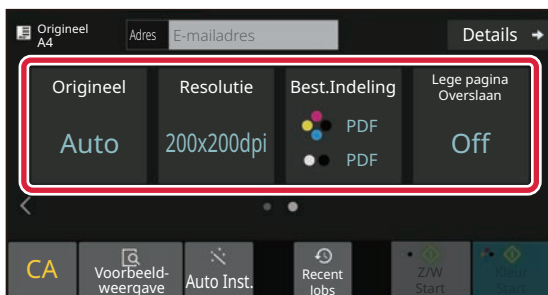 Origineel
A4
Adres
E-mailadres
Details
Origineel
Auto
Resolutie
200x200dpi
Best.Indeling
PDF
PDF
Lege pagina
Overslaan
Off
CA
Voorbeeld-
weergave
Auto Inst.
Recent
Jobs
Z/W
Start
Kleur
Start